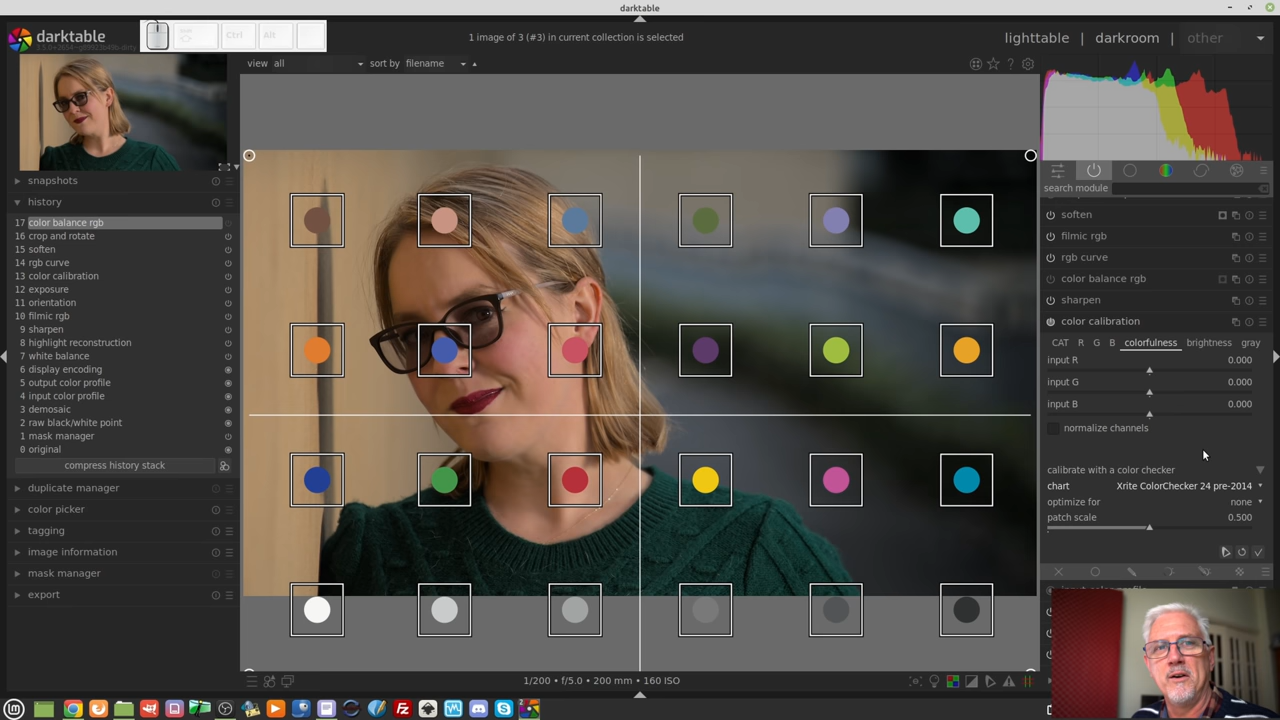 darktable
darktable
Ctrl
Alt
1 image of 3 (#3) in current collection is selected
lighttable | darkroom | other
view all
sort by filename
search module
snapshots
history
17 color balance rgb
16 crop and rotate
15 soften
14 rgb curve
13 color calibration
12 exposure
11 orientation
10 filmic rgb
9 sharpen
8 highlight reconstruction
7 white balance
6 display encoding
5 output color profile
4 input color profile
3 demosaic
2 raw black/white point
1 mask manager
0 original
compress history stack
duplicate manager
color picker
tagging
image information
mask manager
export
soften
filmic rgb
rgb curve
color balance rgb
sharpen
color calibration
CAT R G B colorfulness brightness gray
input R 0.000
input G 0.000
input B 0.000
normalize channels
calibrate with a color checker
chart Xrite ColorChecker 24 pre-2014
optimize for none
patch scale 0.500
1/200 • f/5.0 • 200 mm • 160 ISO